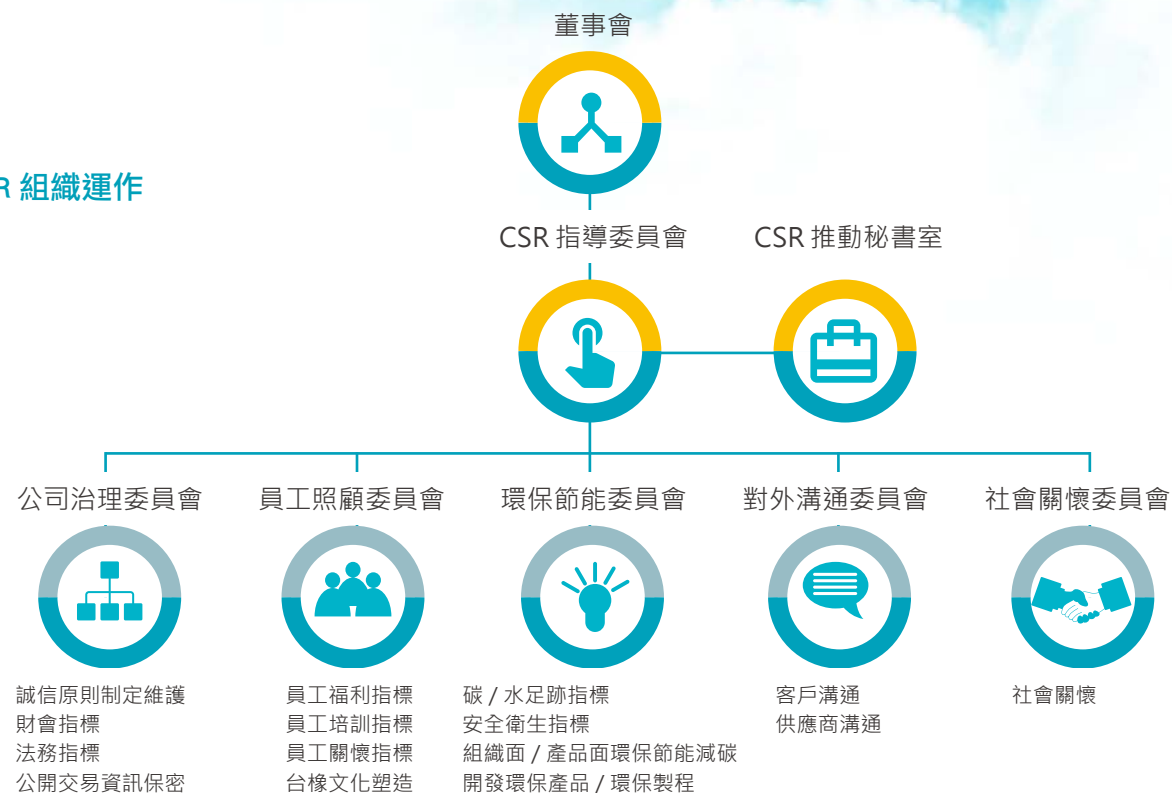 董事會
R 組織運作
CSR 指導委員會
CSR 推動秘書室
公司治理委員會
員工照顧委員會
環保節能委員會
對外溝通委員會
社會關懷委員會
誠信原則制定維護
財會指標
法務指標
公開交易資訊保密
員工福利指標
員工培訓指標
員工關懷指標
台橡文化塑造
碳 / 水足跡指標
安全衛生指標
組織面 / 產品面環保節能減碳
開發環保產品 / 環保製程
客戶溝通
供應商溝通
社會關懷